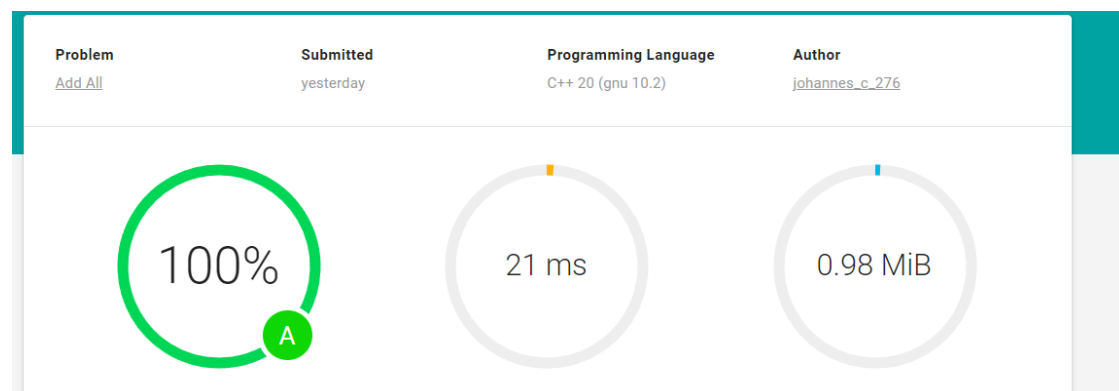 Problem Submitted Programming Language Author
Add All yesterday C++ 20 (gnu 10.2) johannes_c_276
100% 21 ms 0.98 MiB
A